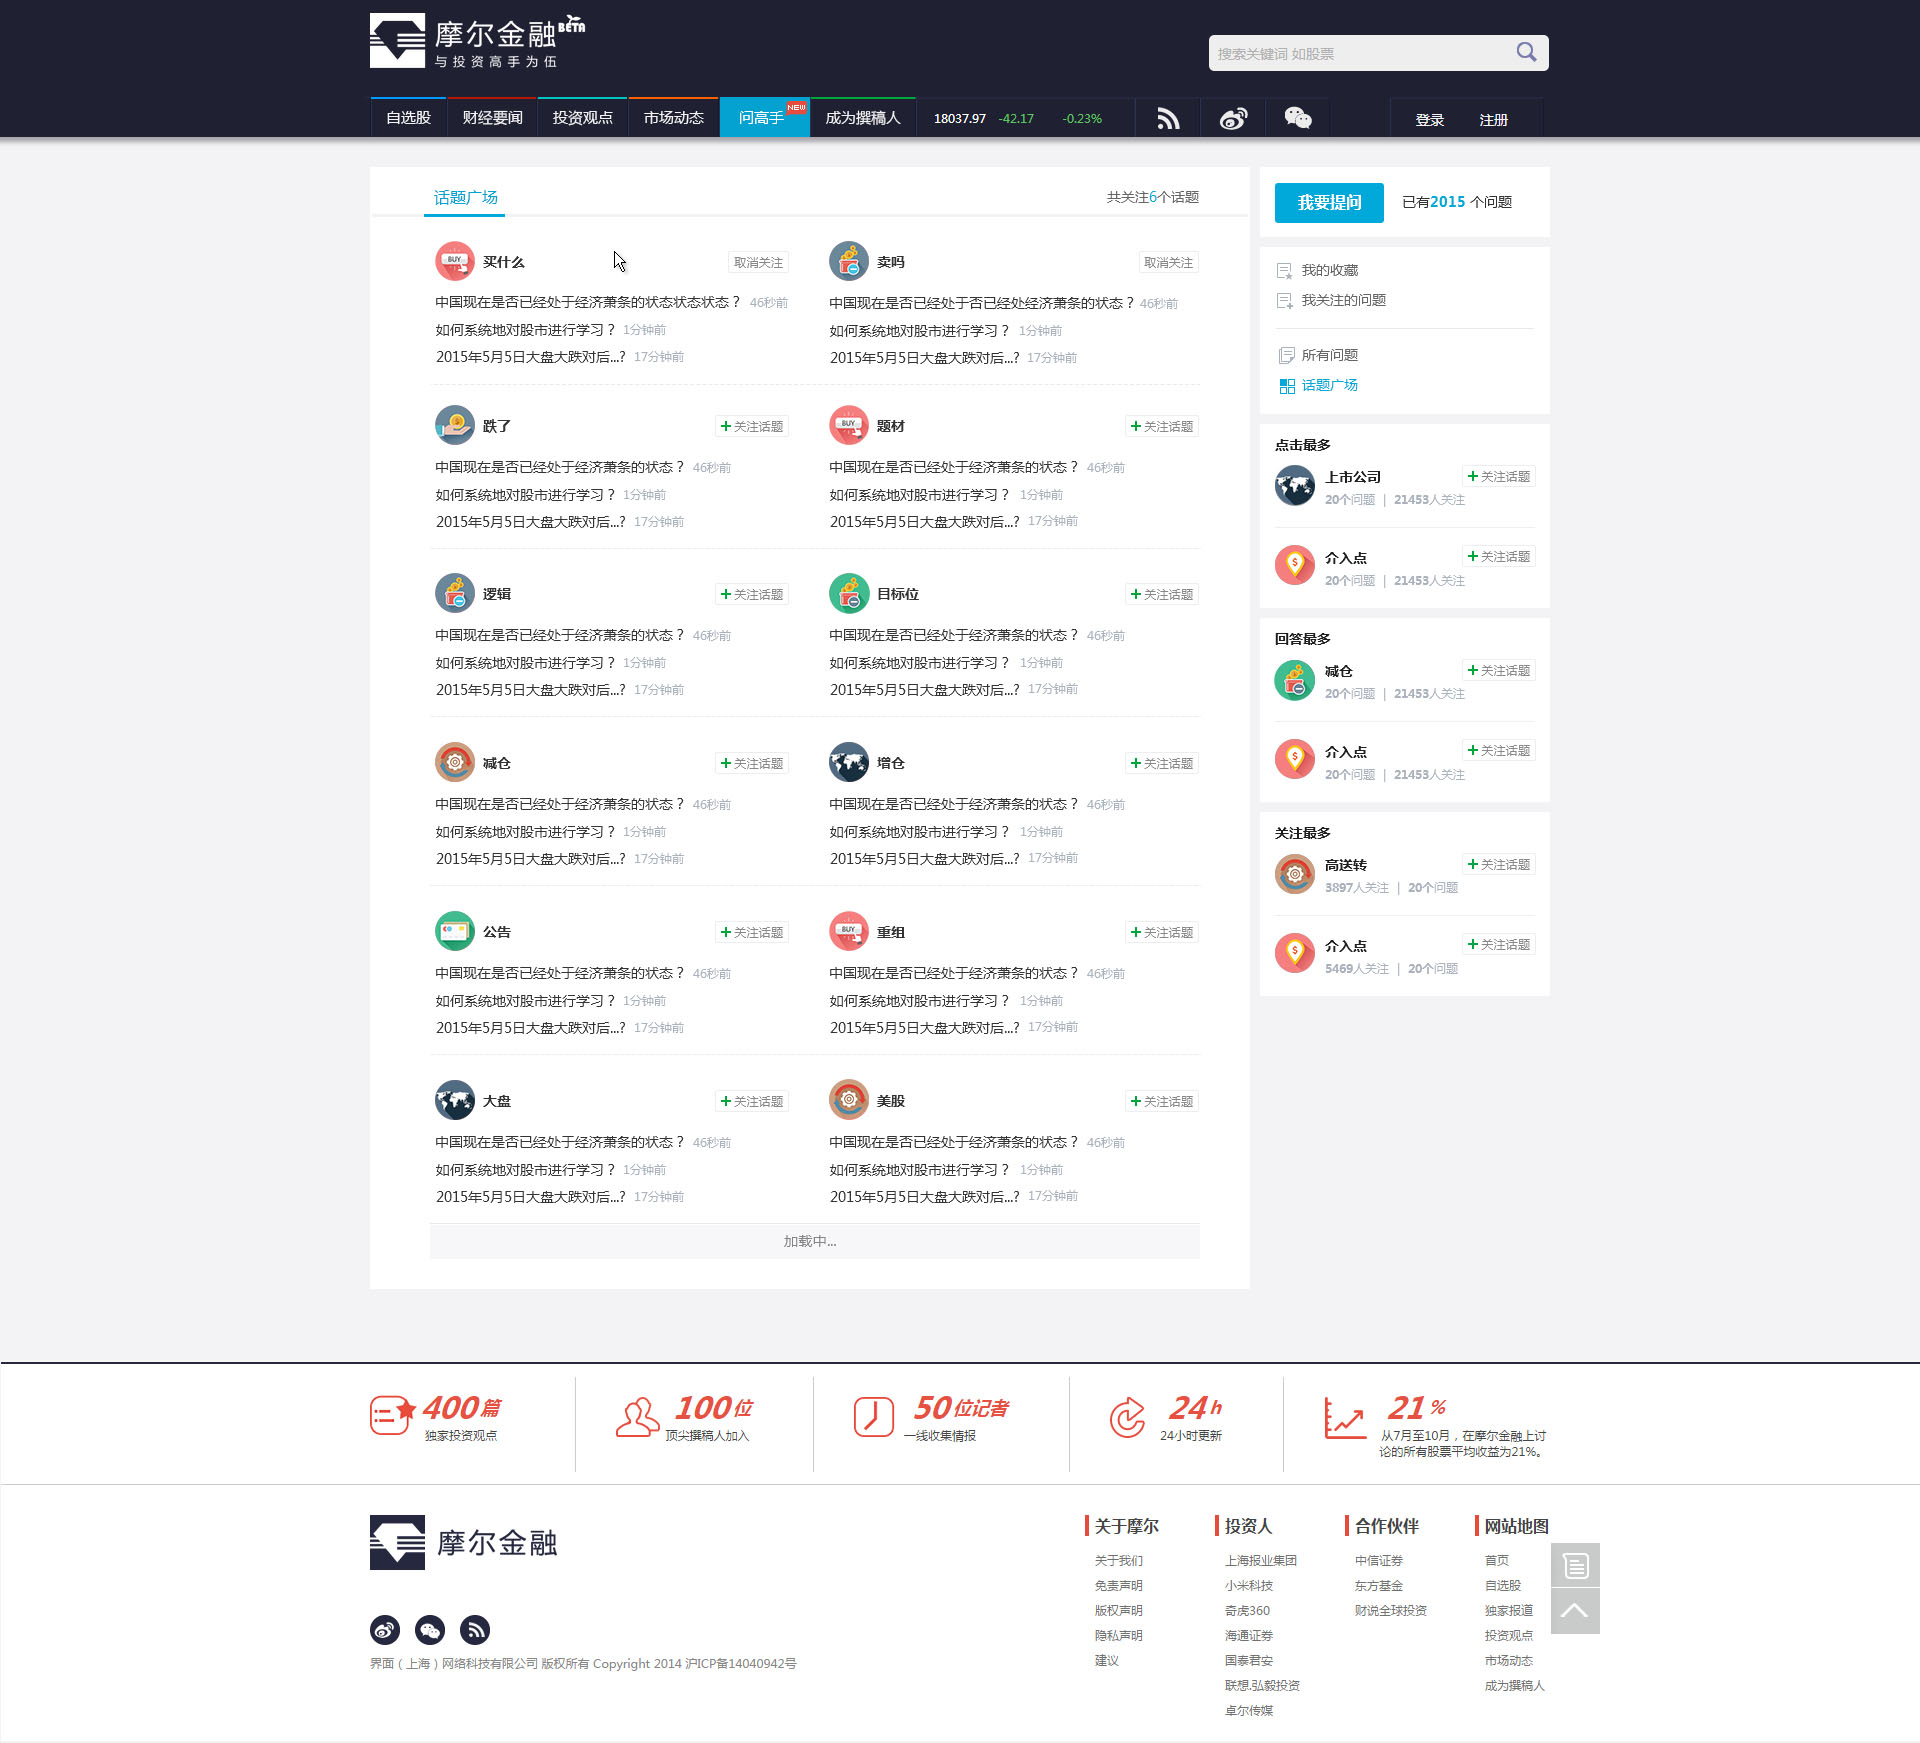 摩尔金融BETA
与投资高手为伍
搜索关键词 如股票
自选股 财经要闻 投资观点 市场动态 问高手 NEW 成为撰稿人 18037.97 -42.17 -0.23% 登录 注册
话题广场 共关注6个话题
买什么 取消关注
中国现在是否已经处于经济萧条的状态状态状态? 46秒前
如何系统地对股市进行学习? 1分钟前
2015年5月5日大盘大跌对后...? 17分钟前
卖吗 取消关注
中国现在是否已经处于否已经处经济萧条的状态? 46秒前
如何系统地对股市进行学习? 1分钟前
2015年5月5日大盘大跌对后...? 17分钟前
跌了 +关注话题
中国现在是否已经处于经济萧条的状态? 46秒前
如何系统地对股市进行学习? 1分钟前
2015年5月5日大盘大跌对后...? 17分钟前
BUY
题材 +关注话题
中国现在是否已经处于经济萧条的状态? 46秒前
如何系统地对股市进行学习? 1分钟前
2015年5月5日大盘大跌对后...? 17分钟前
逻辑 +关注话题
中国现在是否已经处于经济萧条的状态? 46秒前
如何系统地对股市进行学习? 1分钟前
2015年5月5日大盘大跌对后...? 17分钟前
目标位 +关注话题
中国现在是否已经处于经济萧条的状态? 46秒前
如何系统地对股市进行学习? 1分钟前
2015年5月5日大盘大跌对后...? 17分钟前
减仓 +关注话题
中国现在是否已经处于经济萧条的状态? 46秒前
如何系统地对股市进行学习? 1分钟前
2015年5月5日大盘大跌对后...? 17分钟前
增仓 +关注话题
中国现在是否已经处于经济萧条的状态? 46秒前
如何系统地对股市进行学习? 1分钟前
2015年5月5日大盘大跌对后...? 17分钟前
公告 +关注话题
中国现在是否已经处于经济萧条的状态? 46秒前
如何系统地对股市进行学习? 1分钟前
2015年5月5日大盘大跌对后...? 17分钟前
BUY
重组 +关注话题
中国现在是否已经处于经济萧条的状态? 46秒前
如何系统地对股市进行学习? 1分钟前
2015年5月5日大盘大跌对后...? 17分钟前
大盘 +关注话题
中国现在是否已经处于经济萧条的状态? 46秒前
如何系统地对股市进行学习? 1分钟前
2015年5月5日大盘大跌对后...? 17分钟前
美股 +关注话题
中国现在是否已经处于经济萧条的状态? 46秒前
如何系统地对股市进行学习? 1分钟前
2015年5月5日大盘大跌对后...? 17分钟前
加载中...
我要提问 已有2015 个问题
我的收藏
我关注的问题
所有问题
话题广场
点击最多
上市公司 +关注话题
20个问题 | 21453人关注
介入点 +关注话题
20个问题 | 21453人关注
回答最多
减仓 +关注话题
20个问题 | 21453人关注
介入点 +关注话题
20个问题 | 21453人关注
关注最多
高送转 +关注话题
3897人关注 | 20个问题
介入点 +关注话题
5469人关注 | 20个问题
400篇
独家投资观点
100位
顶尖撰稿人加入
50位记者
一线收集情报
24h
24小时更新
21%
从7月至10月,在摩尔金融上讨
论的所有股票平均收益为21%。
摩尔金融
界面(上海)网络科技有限公司 版权所有 Copyright 2014 沪ICP备14040942号
关于摩尔
关于我们
免责声明
版权声明
隐私声明
建议
投资人
上海报业集团
小米科技
奇虎360
海通证券
国泰君安
联想.弘毅投资
卓尔传媒
合作伙伴
中信证券
东方基金
财说全球投资
网站地图
首页
自选股
独家报道
投资观点
市场动态
成为撰稿人